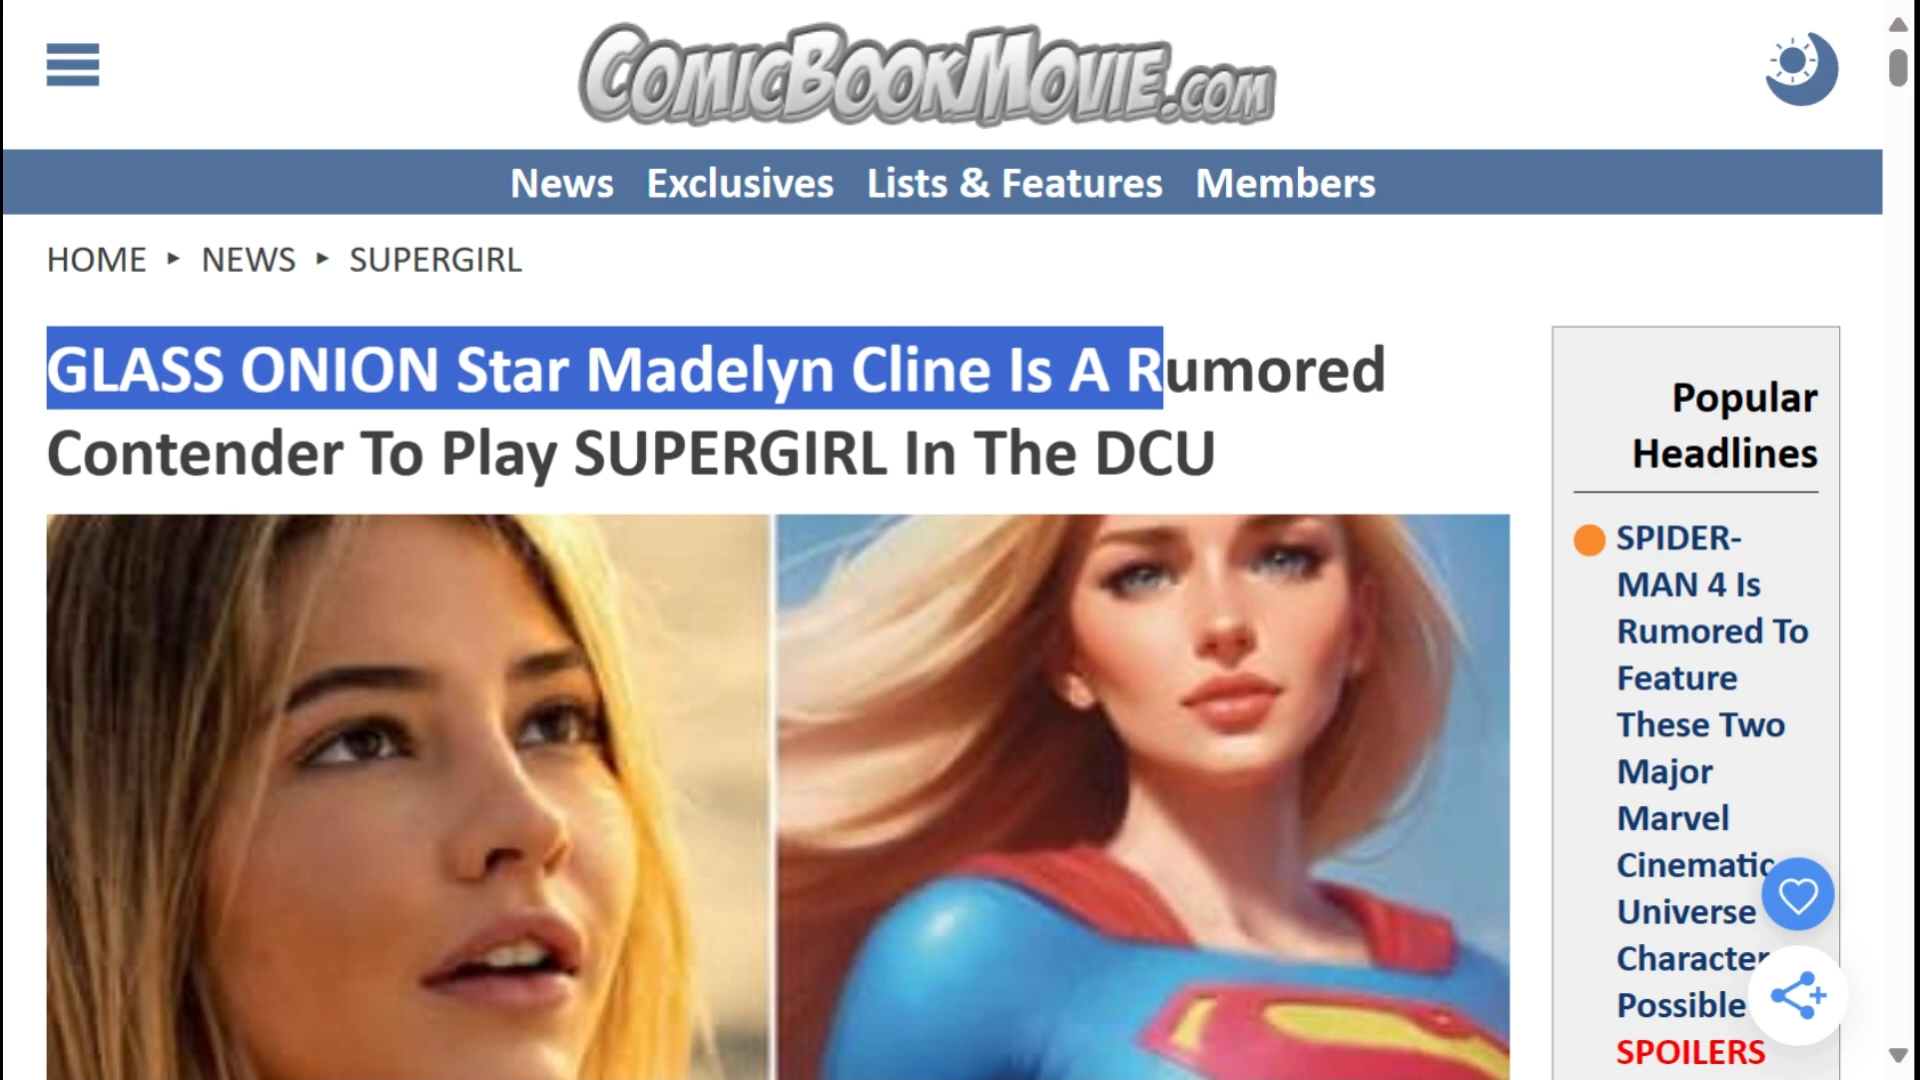 ComicBookMovie.com
News Exclusives Lists & Features Members
HOME ▸ NEWS ▸ SUPERGIRL
GLASS ONION Star Madelyn Cline Is A Rumored
Contender To Play SUPERGIRL In The DCU
Popular
Headlines
SPIDER-
MAN 4 Is
Rumored To
Feature
These Two
Major
Marvel
Cinematic
Universe
Character
Possible
SPOILERS